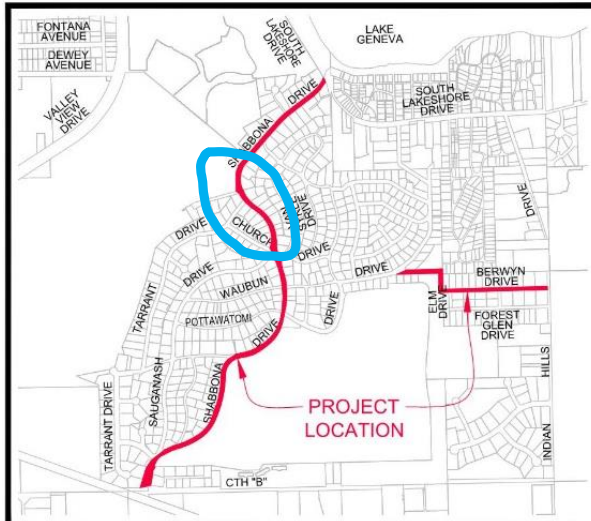 FONTANA
AVENUE
DEWEY
AVENUE
VALLEY
VIEW
DRIVE
SOUTH
LAKESHORE
DRIVE
LAKE
GENEVA
SOUTH
LAKESHORE
DRIVE
SHABBONA
DRIVE
DRIVE
CHURCH
DRIVE
DRIVE
TARRANT
DRIVE
WAUBUN
DRIVE
DRIVE
POTTAWATOMI
DRIVE
SAUGANASH
SHABBONA
TARRANT DRIVE
ELM
DRIVE
BERWYN
DRIVE
FOREST
GLEN
DRIVE
DRIVE
HILLS
INDIAN
PROJECT
LOCATION
CTH "B"